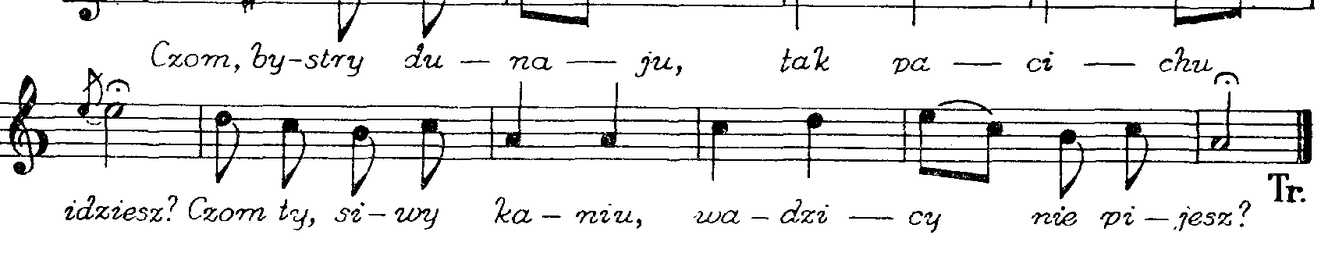 Czom, by-stry du — na — ju, tak pa — ci — chu
idziesz? Czom ty, si- wy ka - niu, wa - dzi — cy nie pi - jesz?
Tr.